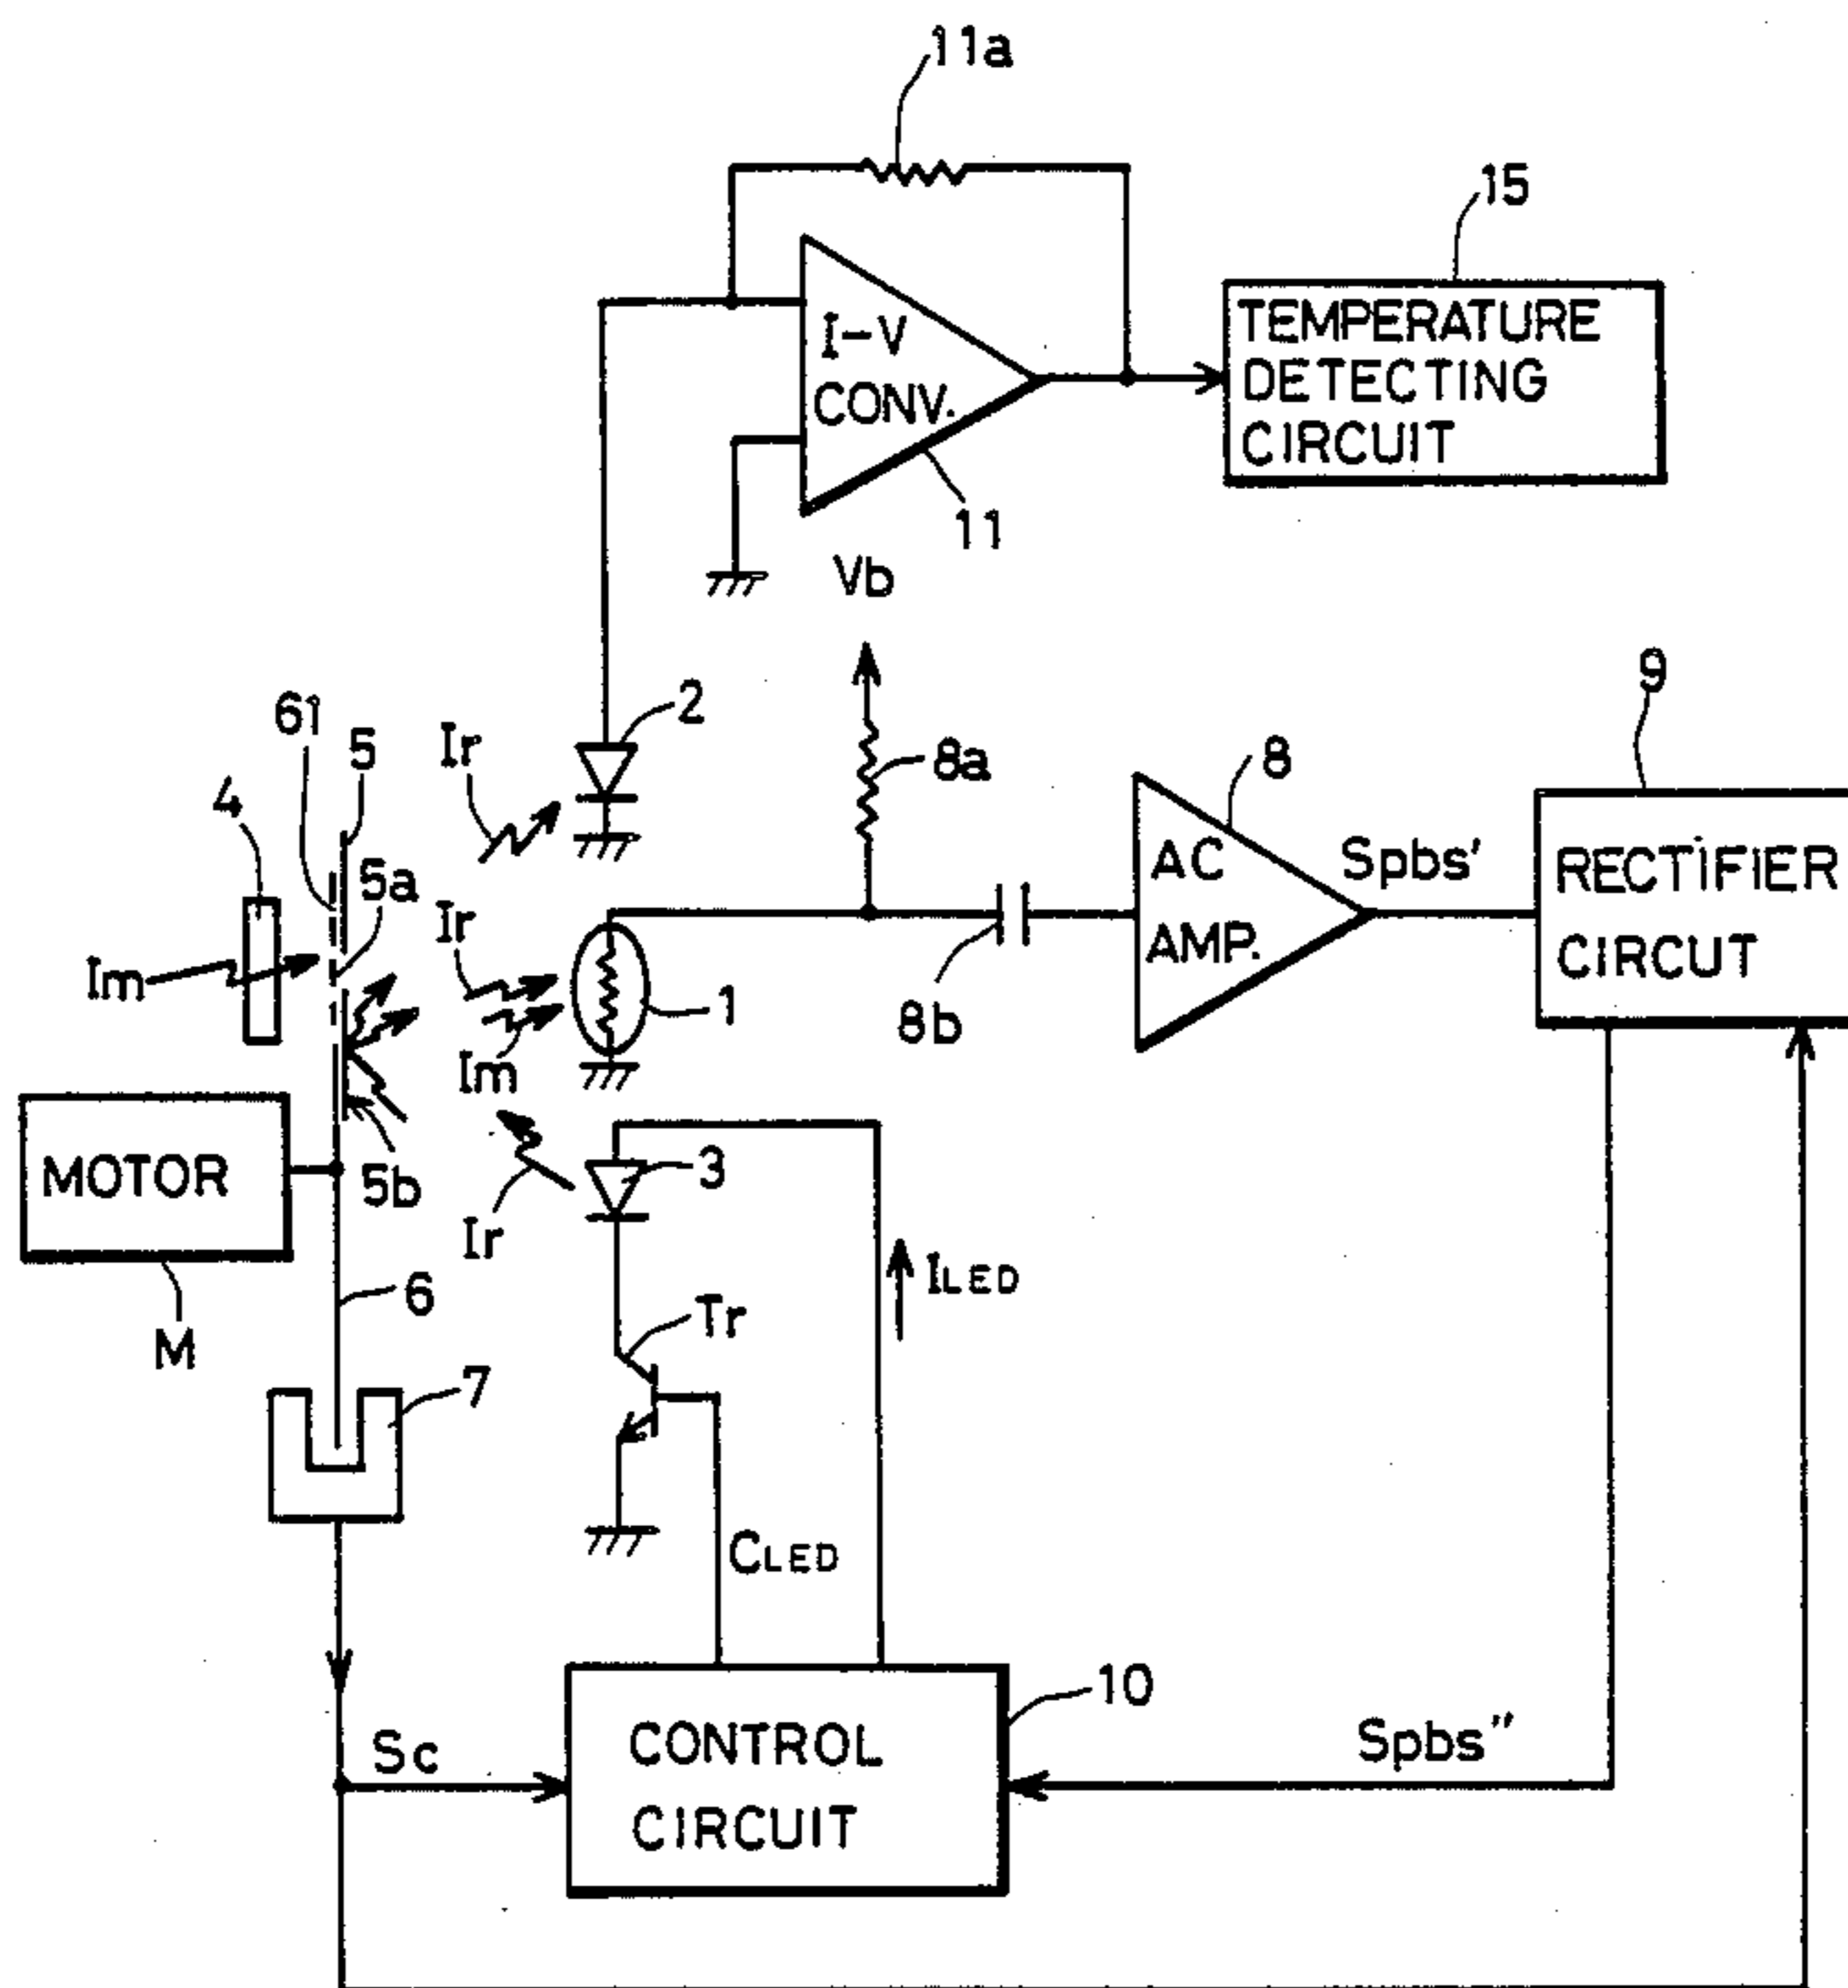 11a
15
I-V
CONV.
TEMPERATURE
DETECTING
CIRCUIT
11
Vb
61
5
Ir
2
8a
8
9
4
5a
AC
AMP.
Spbs'
RECTIFIER
CIRCUT
Ir
Im
1
8b
Im
MOTOR
5b
3
Ir
ILED
6
Tr
M
7
CLED
10
Sc
CONTROL
CIRCUIT
Spbs"